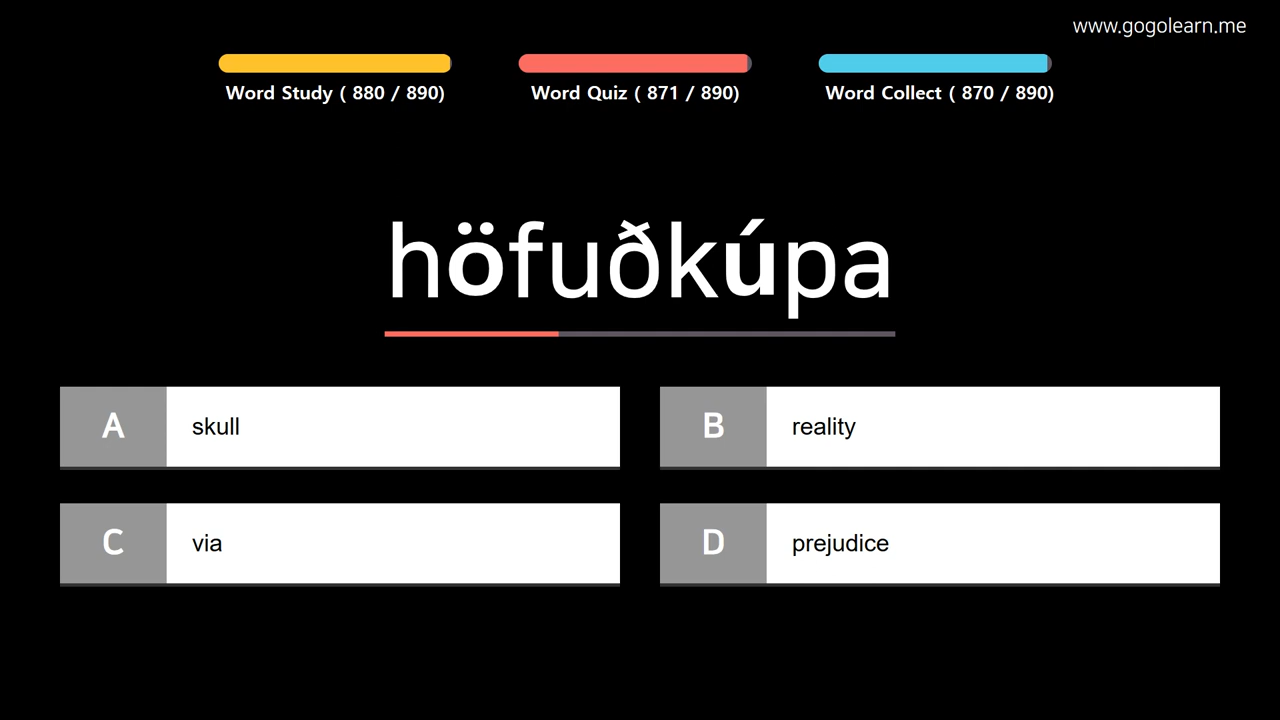 www.gogolearn.me
Word Study ( 880 / 890)
Word Quiz ( 871 / 890)
Word Collect ( 870 / 890)
höfuðkúpa
A skull
B reality
C via
D prejudice